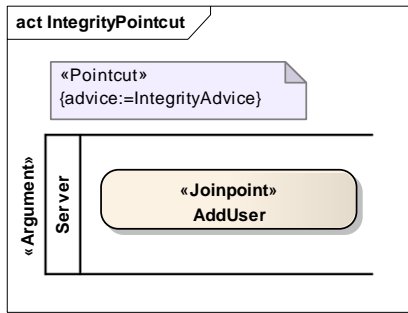 act IntegrityPointcut
«Pointcut»
{advice:=IntegrityAdvice}
«Argument»
Server
«Joinpoint»
AddUser